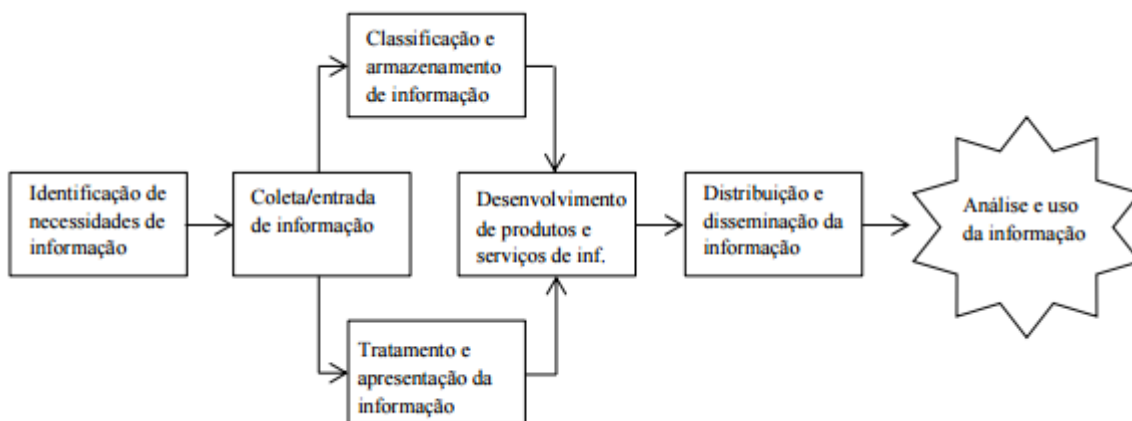 Classificação e
armazenamento
de informação
Identificação de
necessidades de
informação
Coleta/entrada
de informação
Desenvolvimento
de produtos e
serviços de inf.
Distribuição e
disseminação da
informação
Análise e uso
da informação
Tratamento e
apresentação da
informação